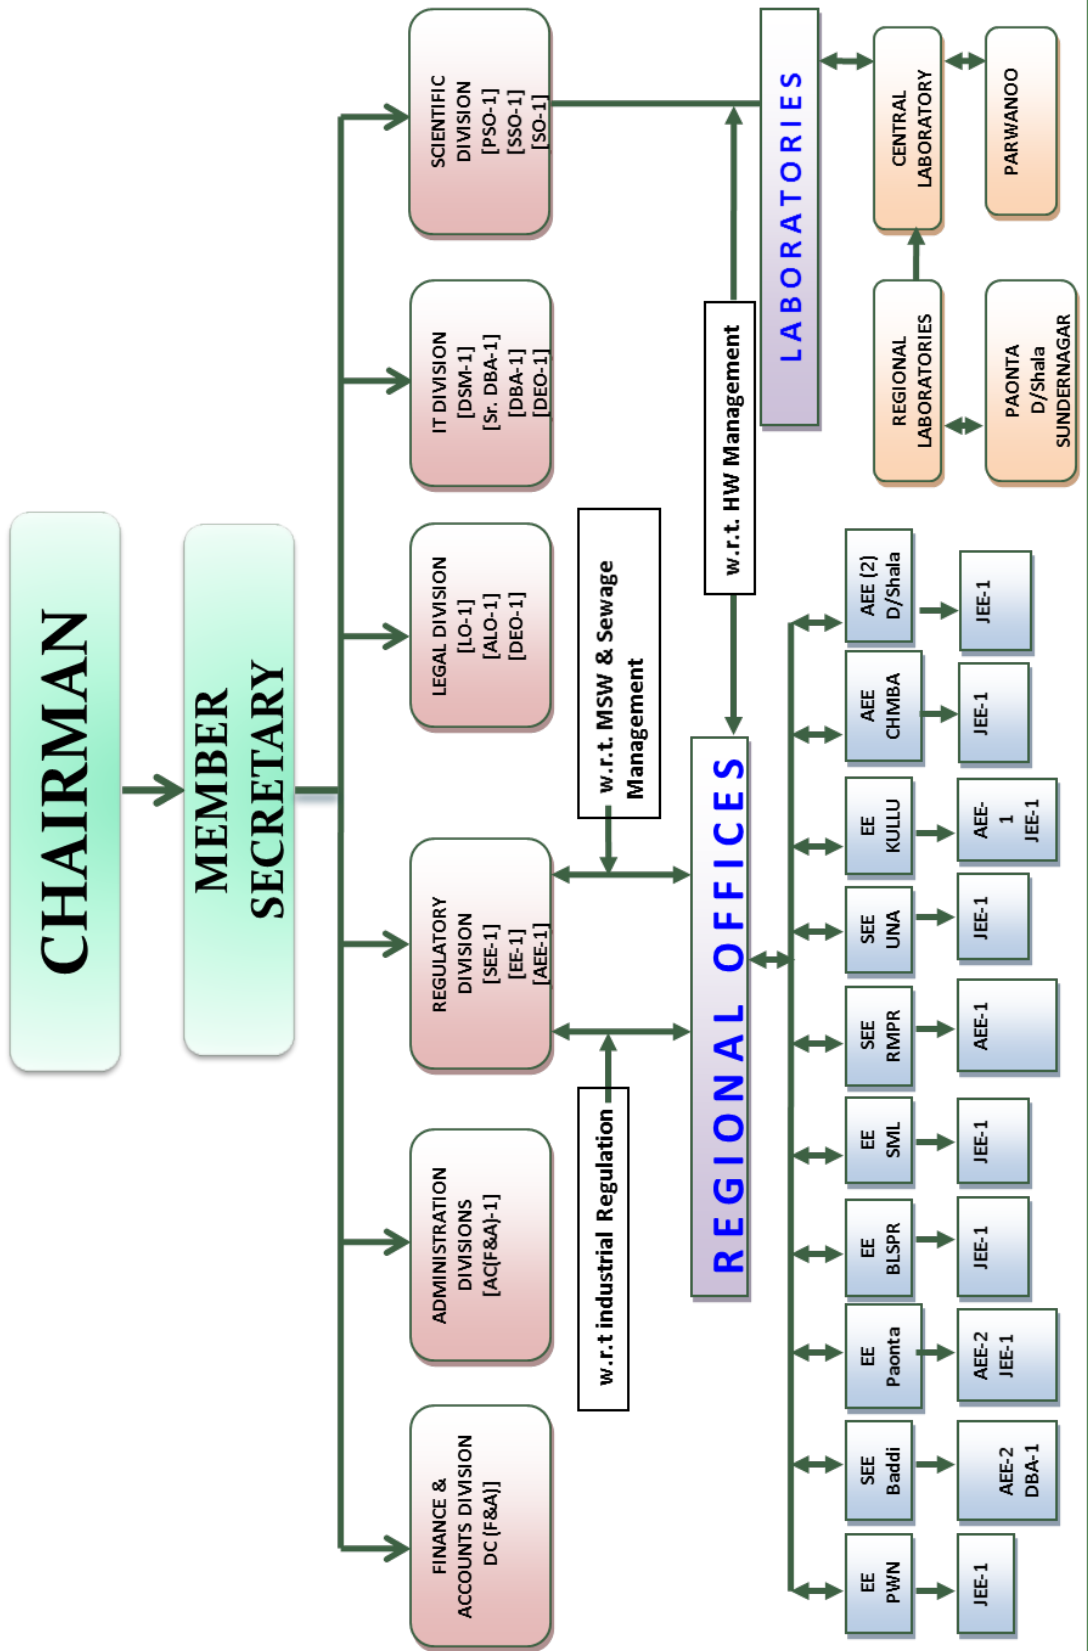 CHAIRMAN
MEMBER
SECRETARY
FINANCE &
ACCOUNTS DIVISION
DC (F&A)]
ADMINISTRATION
DIVISIONS
[AC(F&A)-1]
REGULATORY
DIVISION
[SEE-1]
[EE-1]
[AEE-1]
LEGAL DIVISION
[LO-1]
[ALO-1]
[DEO-1]
IT DIVISION
[DSM-1]
[Sr. DBA-1]
[DBA-1]
[DEO-1]
SCIENTIFIC
DIVISION
[PSO-1]
[SSO-1]
[SO-1]
w.r.t industrial Regulation
w.r.t. MSW & Sewage
Management
w.r.t. HW Management
REGIONAL OFFICES
LABORATORIES
EE
PWN
SEE
Baddi
EE
Paonta
EE
BLSPR
EE
SML
SEE
RMPR
SEE
UNA
EE
KULLU
AEE
CHMBA
AEE (2)
D/Shala
REGIONAL
LABORATORIES
CENTRAL
LABORATORY
JEE-1
AEE-2
DBA-1
AEE-2
JEE-1
JEE-1
JEE-1
AEE-1
JEE-1
AEE-
1
JEE-1
JEE-1
JEE-1
PAONTA
D/Shala
SUNDERNAGAR
PARWANOO